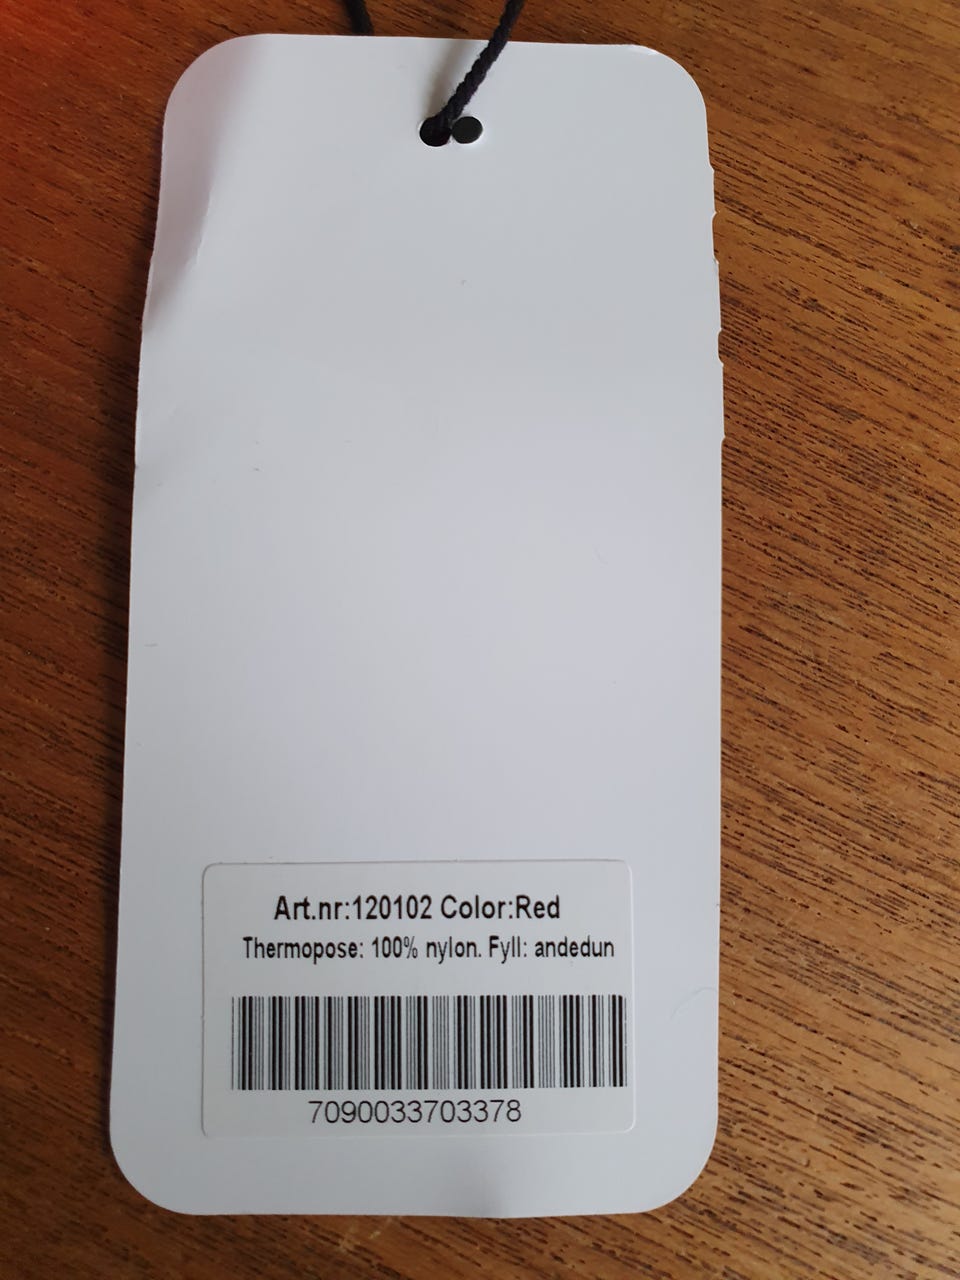 Art.nr:120102 Color:Red
Thermopose: 100% nylon. Fyll: andedun
7090033703378